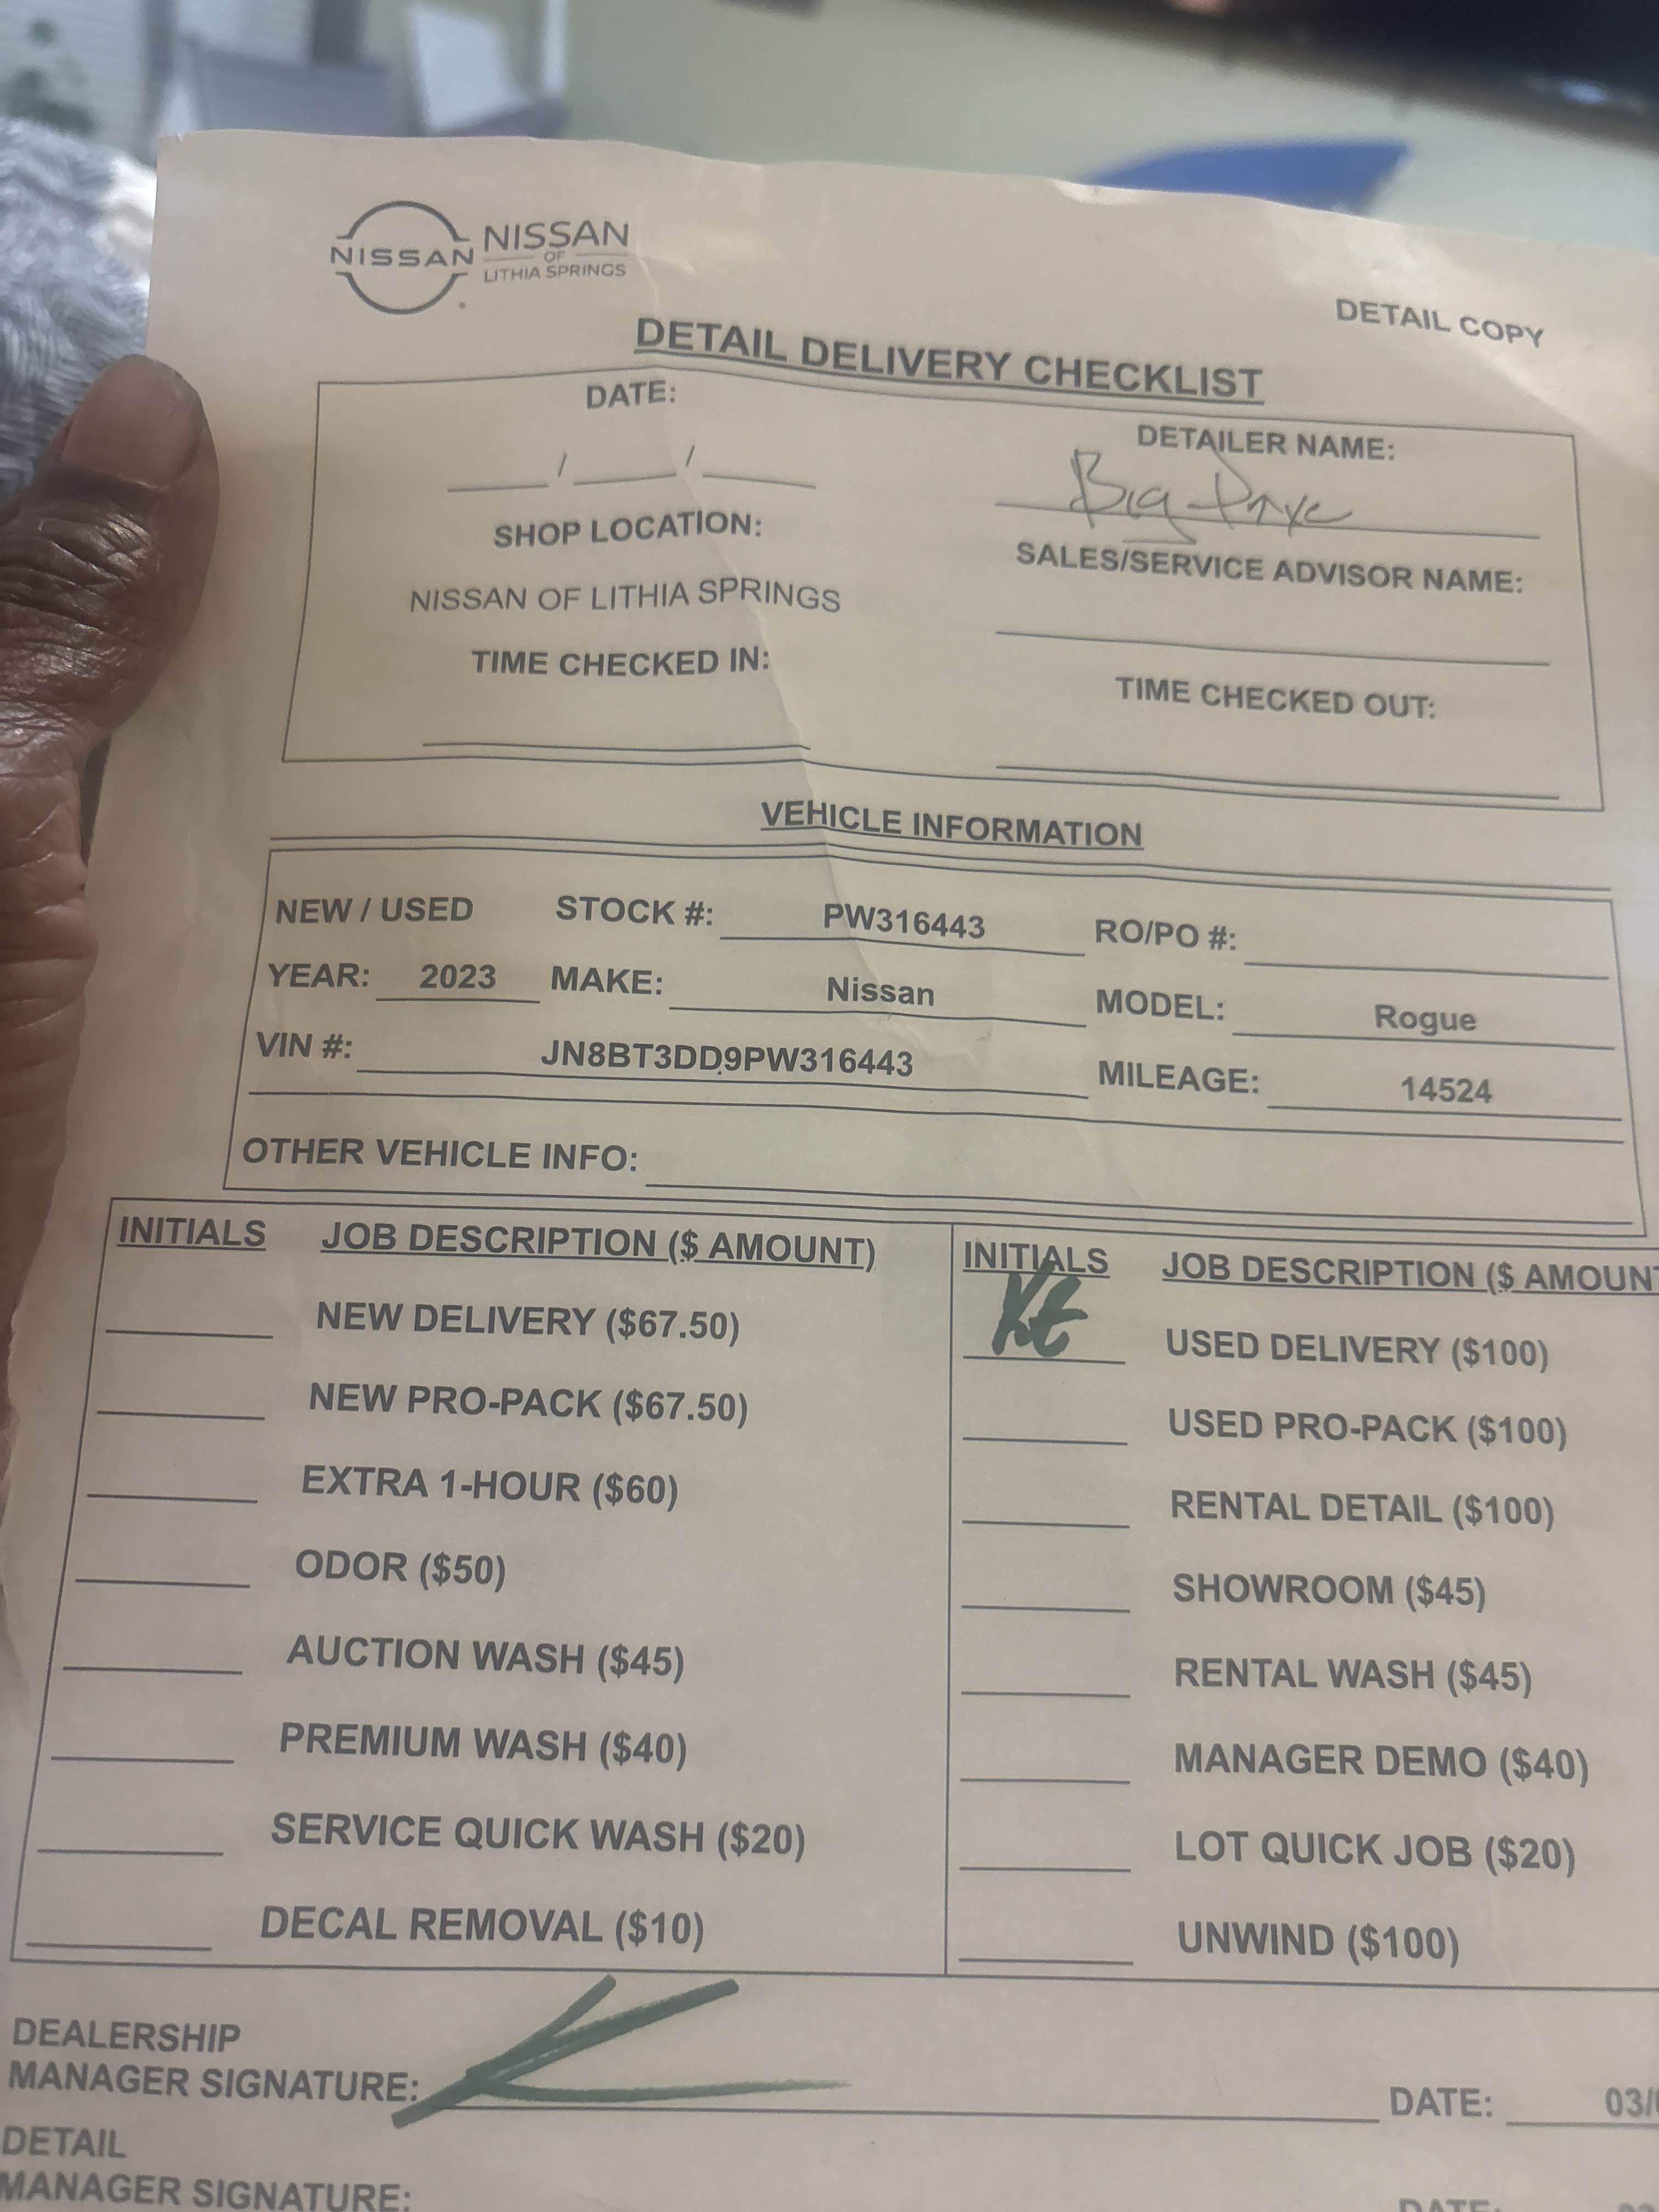 NISSAN
NISSAN
OF
LITHIA SPRINGS
DETAIL COPY
DETAIL DELIVERY CHECKLIST
DATE:
DETAILER NAME:
/ /
Big
SHOP LOCATION:
SALES/SERVICE ADVISOR NAME:
NISSAN OF LITHIA SPRINGS
TIME CHECKED IN:
TIME CHECKED OUT:
VEHICLE INFORMATION
NEW / USED STOCK #: PW316443 RO/PO #:
YEAR: 2023 MAKE: Nissan MODEL: Rogue
VIN #: JN8BT3DD9PW316443 MILEAGE: 14524
OTHER VEHICLE INFO:
INITIALS JOB DESCRIPTION ($ AMOUNT)
NEW DELIVERY ($67.50)
NEW PRO-PACK ($67.50)
EXTRA 1-HOUR ($60)
ODOR ($50)
AUCTION WASH ($45)
PREMIUM WASH ($40)
SERVICE QUICK WASH ($20)
DECAL REMOVAL ($10)
INITIALS JOB DESCRIPTION ($ AMOUN
KE USED DELIVERY ($100)
USED PRO-PACK ($100)
RENTAL DETAIL ($100)
SHOWROOM ($45)
RENTAL WASH ($45)
MANAGER DEMO ($40)
LOT QUICK JOB ($20)
UNWIND ($100)
DEALERSHIP
MANAGER SIGNATURE: DATE: 03/
DETAIL
MANAGER SIGNATURE: DATE: